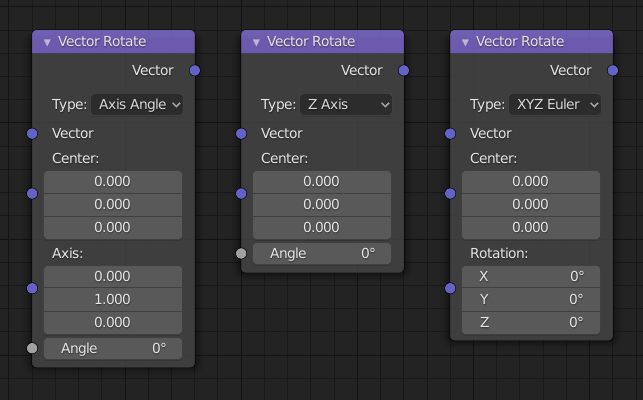 Vector Rotate
Vector
Type: Axis Angle
Vector
Center:
0.000
0.000
0.000
Axis:
0.000
1.000
0.000
Angle 0°
Vector Rotate
Vector
Type: Z Axis
Vector
Center:
0.000
0.000
0.000
Angle 0°
Vector Rotate
Vector
Type: XYZ Euler
Vector
Center:
0.000
0.000
0.000
Rotation:
X 0°
Y 0°
Z 0°